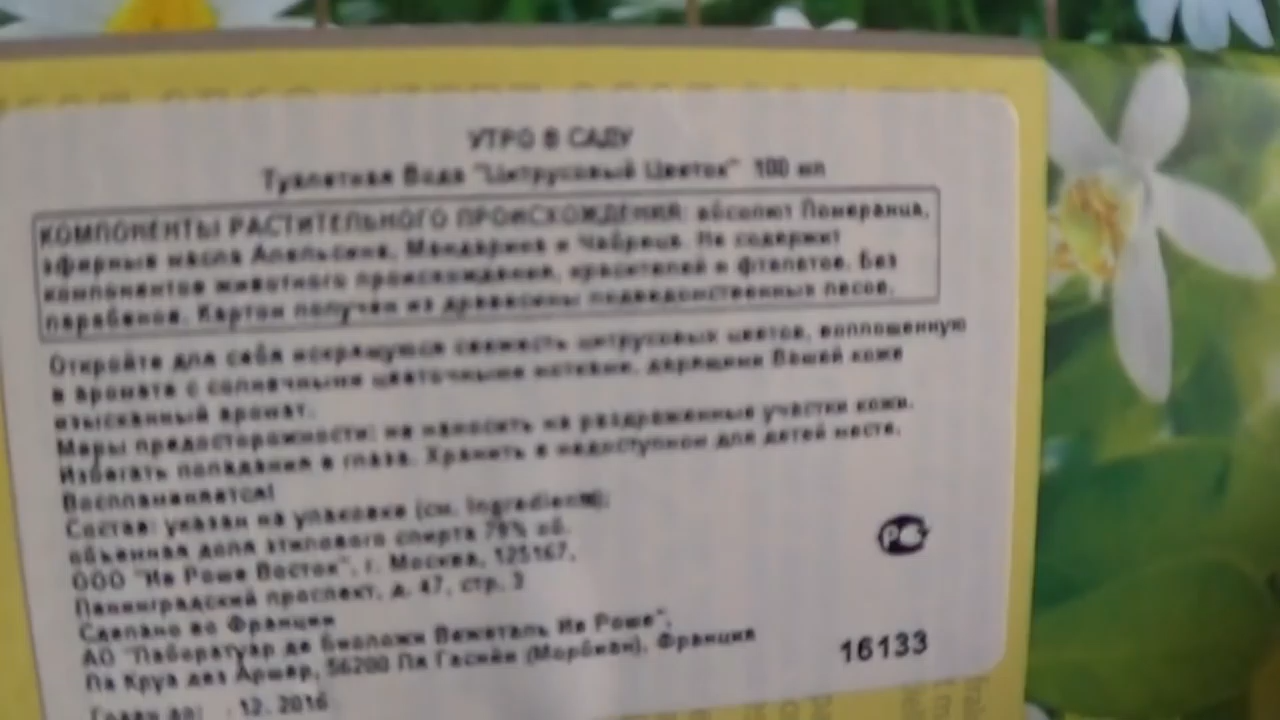 УТРО В САДУ
Туалетная Вода "Цитрусовый Цветок" 100 мл
КОМПОНЕНТЫ РАСТИТЕЛЬНОГО ПРОИСХОЖДЕНИЯ: абсолют Померанца,
эфирные масла Апельсина, Мандарина и Чабреца. Не содержит
компонентов животного происхождения, красителей и фталатов. Без
парабенов. Картон получен из древесины подведомственных лесов.
Откройте для себя искрящуюся свежесть цитрусовых цветов, воплощенную
в аромате с солнечными цветочными нотками, дарящими Вашей коже
изысканный аромат.
Меры предосторожности: не наносить на раздраженные участки кожи.
Избегать попадания в глаза. Хранить в недоступном для детей месте.
Воспламеняется!
Состав: указан на упаковке (см. Ingredients);
объемная доля этилового спирта 79% об.
ООО "Ив Роше Восток", г. Москва, 125167,
Ленинградский проспект, д. 47, стр. 3
Сделано во Франции
АО "Лаборатуар де Биоложи Вежеталь Ив Роше",
Ла Круа дез Аршер, 56200 Ла Гасийи (Морбиан), Франция
16133
Годен до: 12.2016
РС